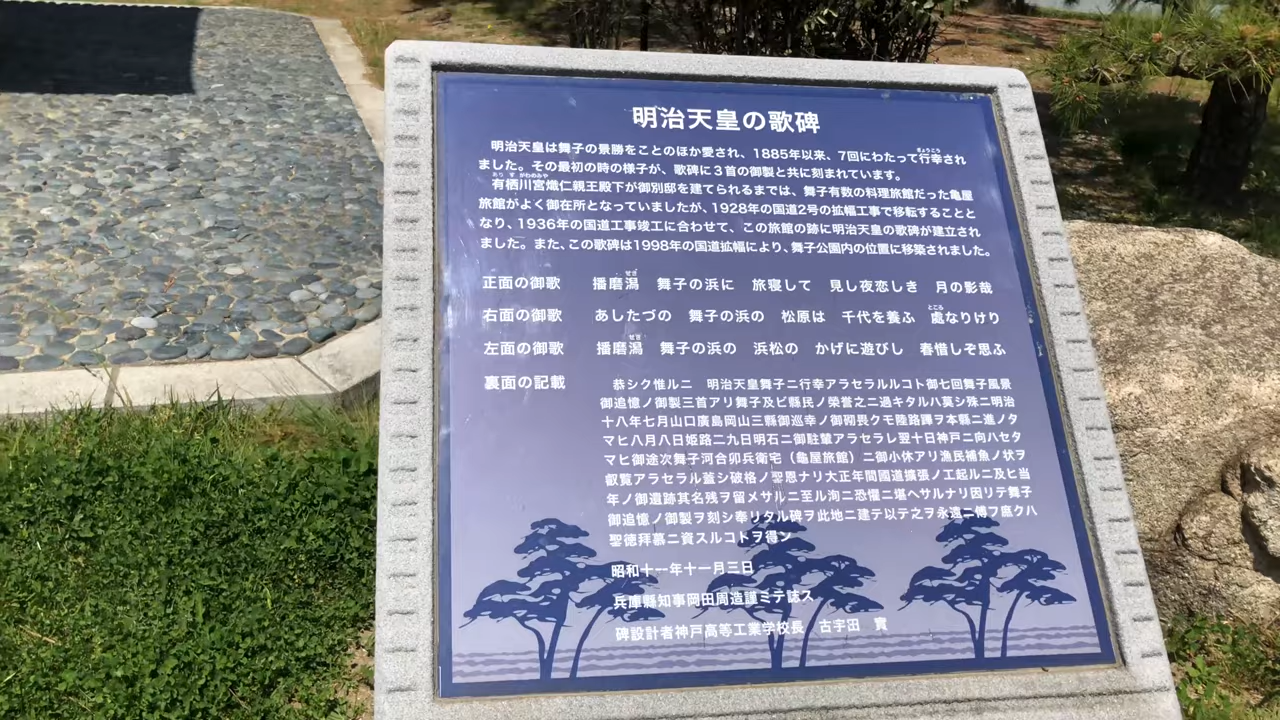 明治天皇の歌碑
明治天皇は舞子の景勝をことのほか愛され、1885年以来、7回にわたって行幸され
ました。その最初の時の様子が、歌碑に3首の御製と共に刻まれています。
有栖川宮熾仁親王殿下が御別邸を建てられるまでは、舞子有数の料理旅館だった亀屋
旅館がよく御在所となっていましたが、1928年の国道2号の拡幅工事で移転することと
なり、1936年の国道工事竣工に合わせて、この旅館の跡に明治天皇の歌碑が建立され
ました。また、この歌碑は1998年の国道拡幅により、舞子公園内の位置に移築されました。
正面の御歌 播磨潟 舞子の浜に 旅寝して 見し夜恋しき 月の影哉
右面の御歌 あしたづの 舞子の浜の 松原は 千代を養ふ 處なりけり
左面の御歌 播磨潟 舞子の浜の 浜松の かげに遊びし 春惜しぞ思ふ
裏面の記載 恭シク惟ルニ 明治天皇舞子ニ行幸アラセラルルコト御七回舞子風景
御追憶ノ御製三首アリ舞子及ビ縣民ノ榮誉之ニ過キタルハ莫シ殊ニ明治
十八年七月山口廣島岡山三縣御巡幸ノ御砌畏クモ陸路譯ヲ本縣ニ進ノタ
マヒ八月八日姫路ニ九日明石ニ御駐輦アラセラレ翌十日神戸ニ向ハセタ
マヒ御途次舞子河合卯兵衛宅（龜屋旅館）ニ御小休アリ漁民補魚ノ状ヲ
叡覧アラセラル蓋シ破格ノ聖恩ナリ大正年間國道擴張ノ工起ルニ及ヒ当
年ノ御遺跡其名残ヲ留メサルニ至ル洵ニ恐懼ニ堪ヘサルナリ因リテ舞子
御追憶ノ御製ヲ刻シ奉リタル碑ヲ此地ニ建テ以テ之ヲ永遠ニ傳フ庶クハ
聖徳拜慕ニ資スルコトヲ得ン
昭和十一年十一月三日
兵庫縣知事岡田周造謹ミテ誌ス
碑設計者神戸高等工業学校長 古宇田 實